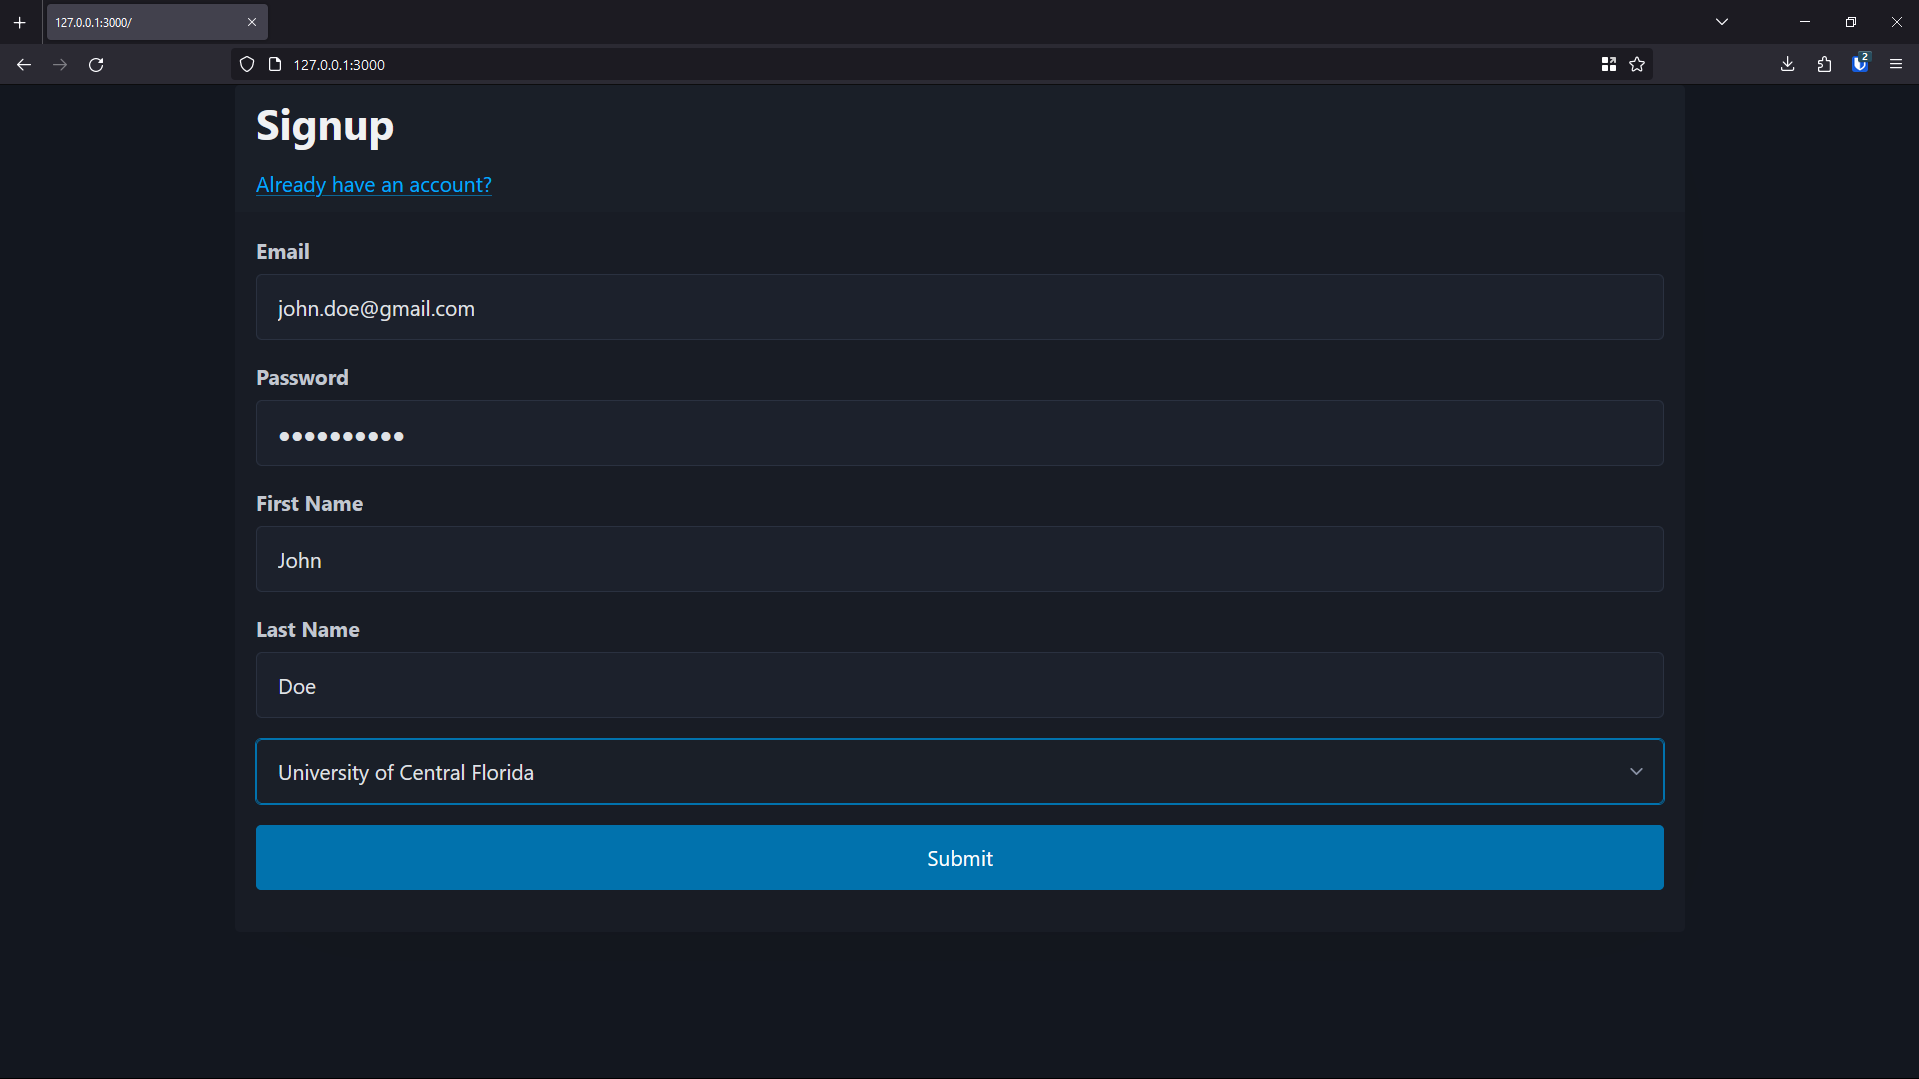 127.0.0.1:3000/
127.0.0.1:3000
2
Signup
Already have an account?
Email
john.doe@gmail.com
Password
●●●●●●●●●●
First Name
John
Last Name
Doe
University of Central Florida
Submit